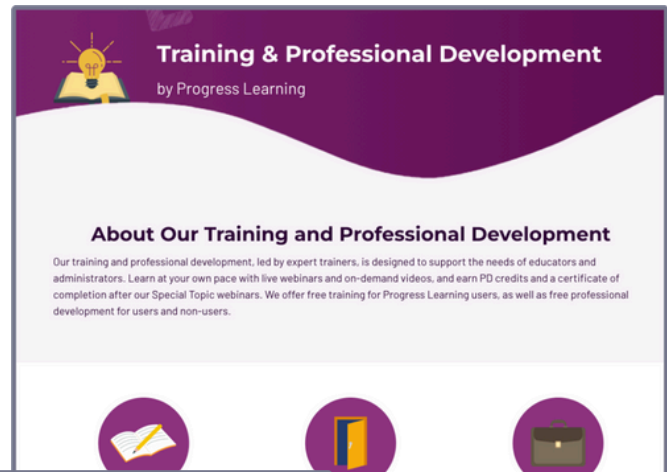 Training & Professional Development
by Progress Learning
About Our Training and Professional Development
Our training and professional development, led by expert trainers, is designed to support the needs of educators and
administrators. Learn at your own pace with live webinars and on-demand videos, and earn PD credits and a certificate of
completion after our Special Topic webinars. We offer free training for Progress Learning users, as well as free professional
development for users and non-users.